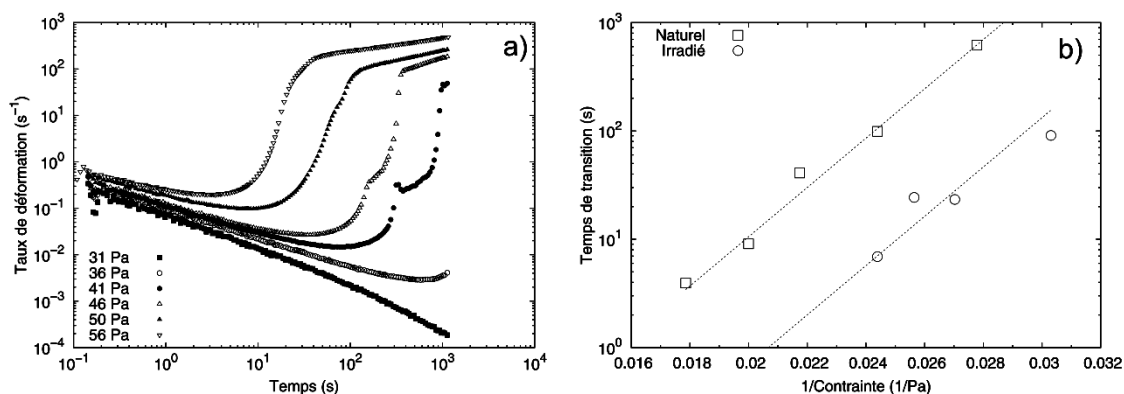 a)
Taux de déformation (s⁻¹)
10³
10²
10¹
10⁰
10⁻¹
10⁻²
10⁻³
10⁻⁴
31 Pa
36 Pa
41 Pa
46 Pa
50 Pa
56 Pa
10⁻¹ 10⁰ 10¹ 10² 10³ 10⁴
Temps (s)
b)
Naturel
Irradié
Temps de transition (s)
10³
10²
10¹
10⁰
0.016 0.018 0.02 0.022 0.024 0.026 0.028 0.03 0.032
1/Contrainte (1/Pa)